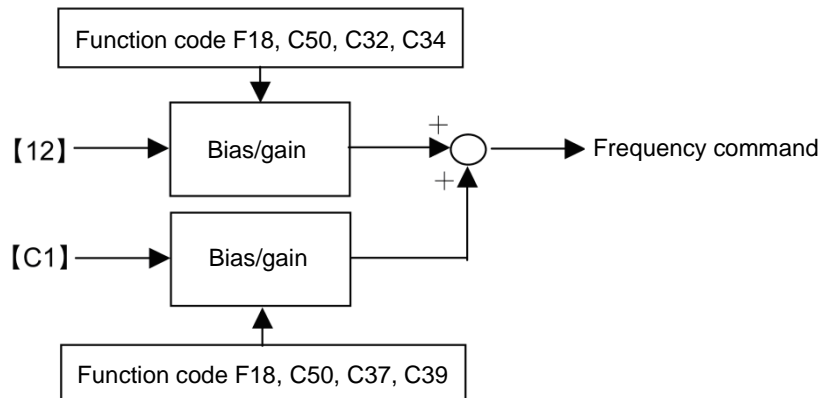 Function code F18, C50, C32, C34
【12】
Bias/gain
+
+
Frequency command
【C1】
Bias/gain
Function code F18, C50, C37, C39